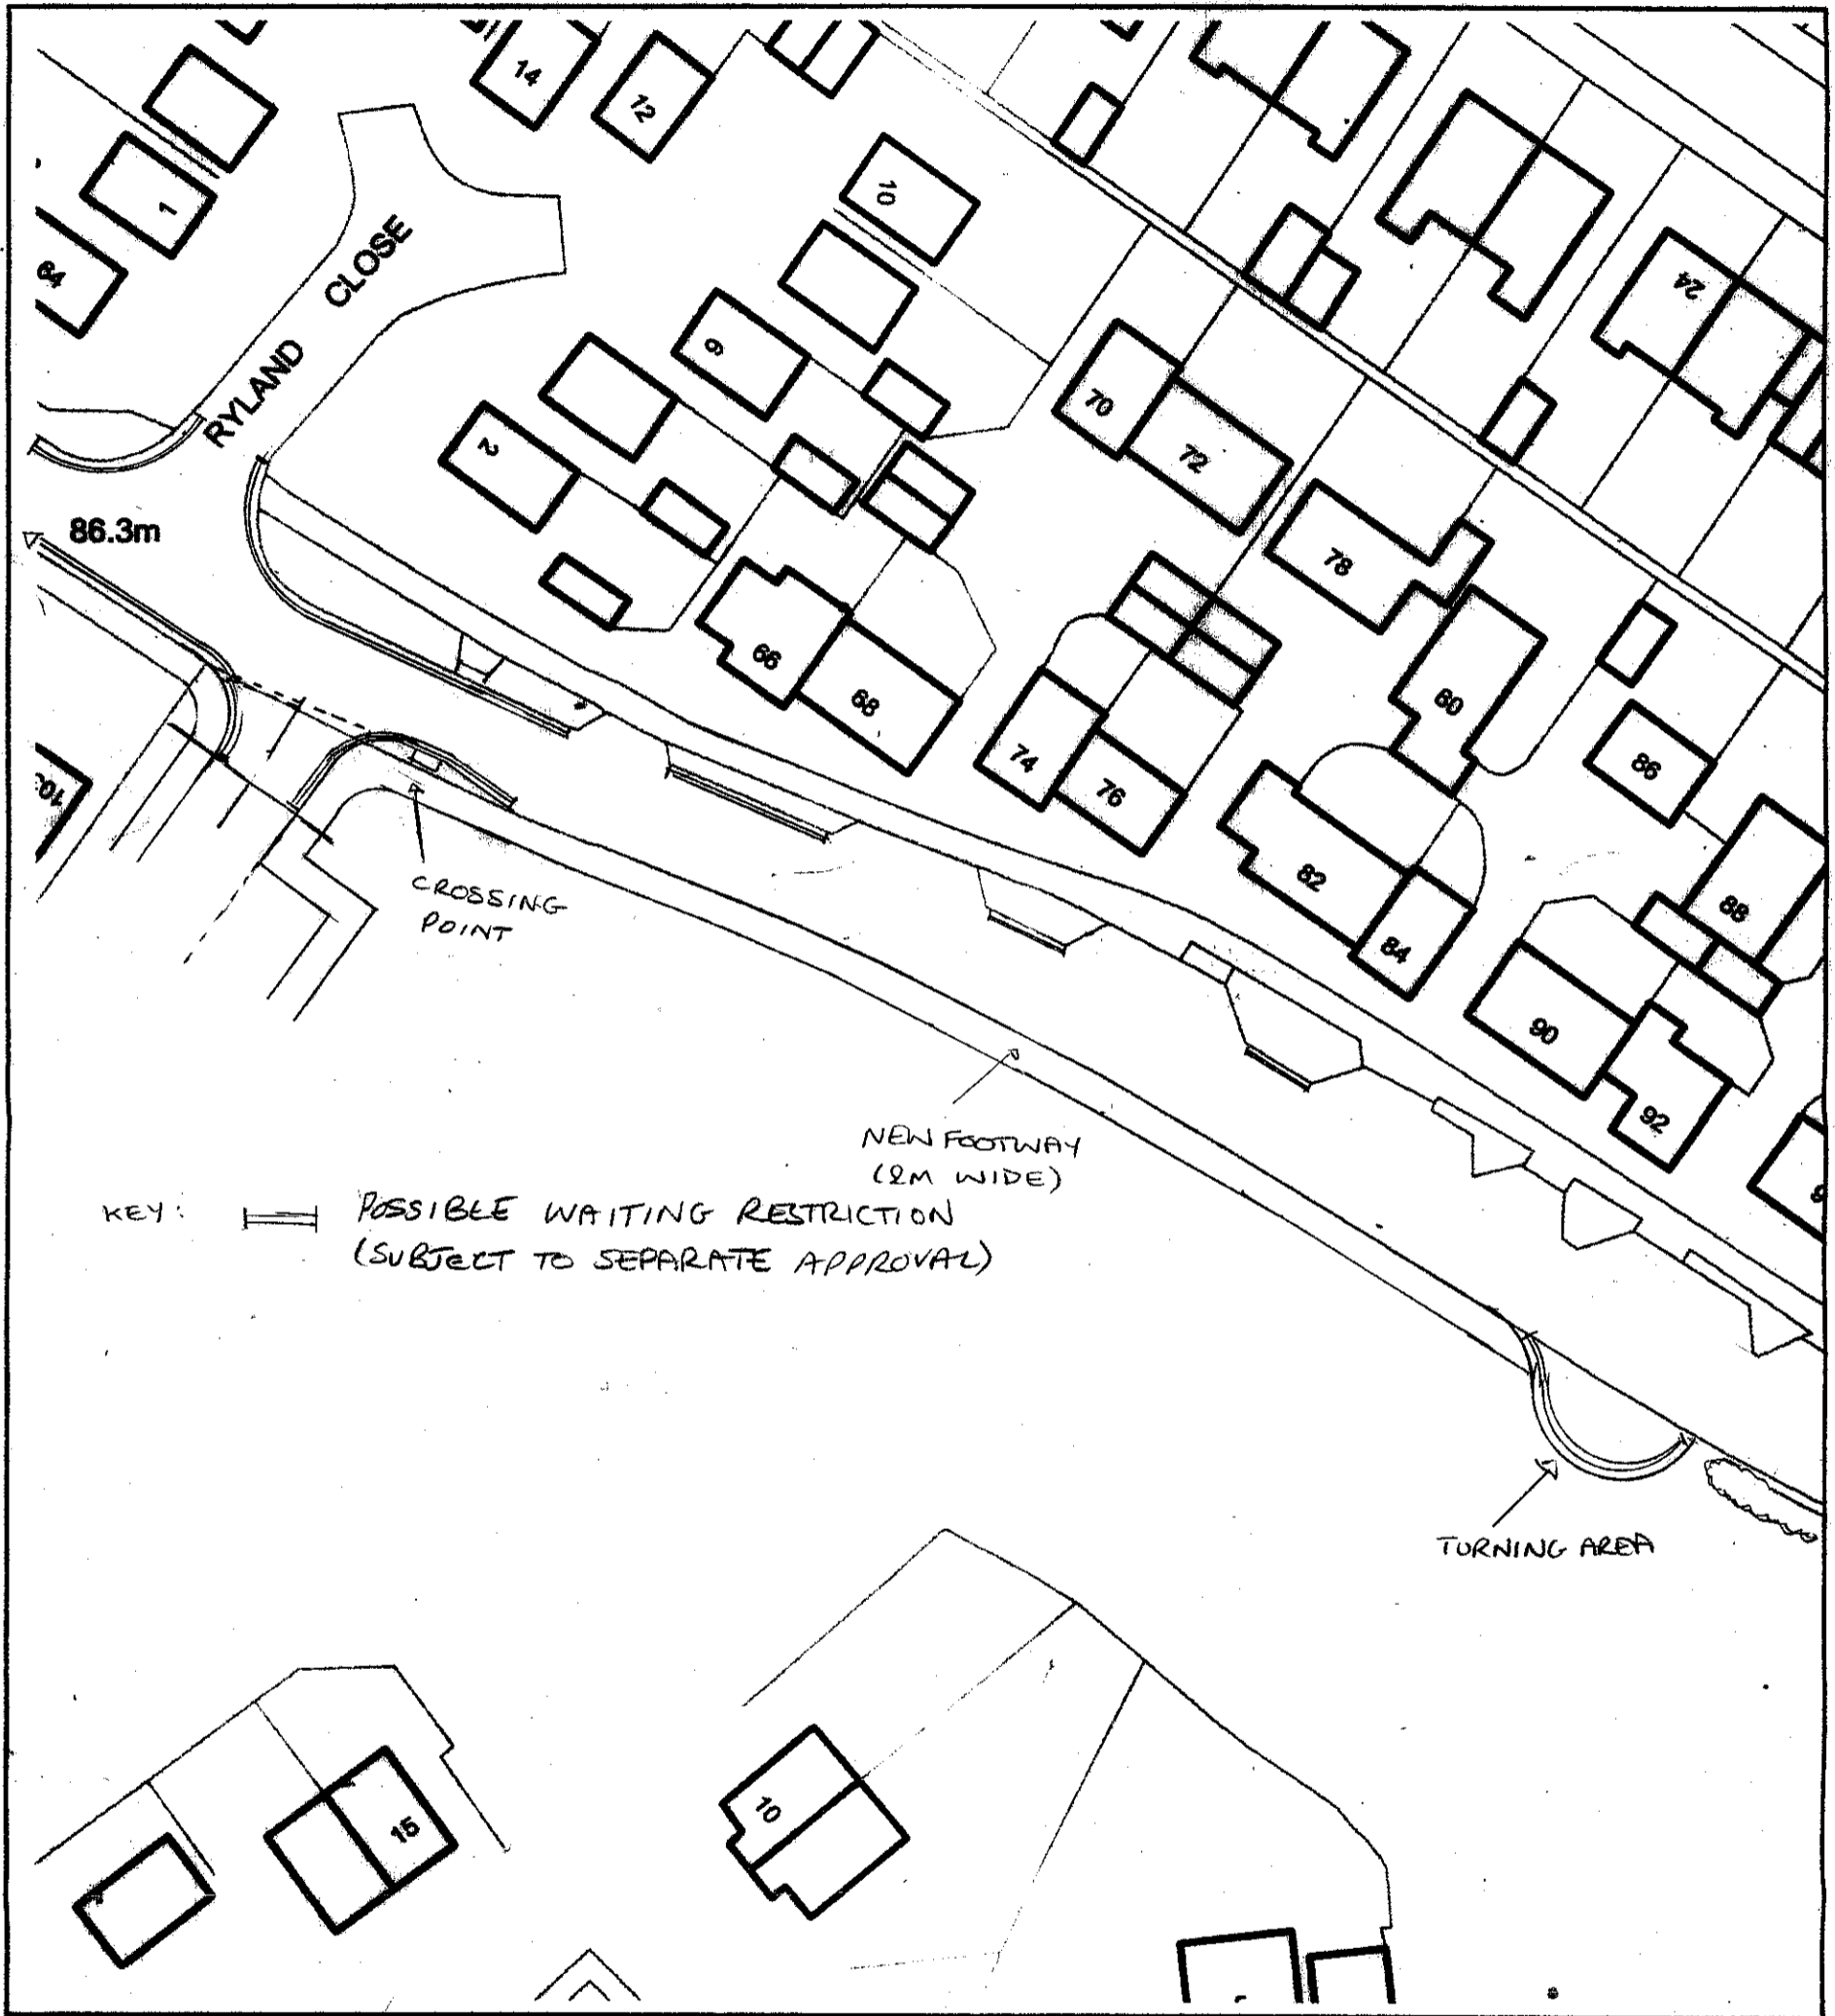 14
12
10
1
64
RYLAND CLOSE
6
2
86.3m
24
70
72
78
66
68
74
76
60
86
82
84
88
90
92
CROSSING
POINT
NEW FOOTWAY
(2M WIDE)
KEY:
POSSIBLE WAITING RESTRICTION
(SUBJECT TO SEPARATE APPROVAL)
TURNING AREA
15
10